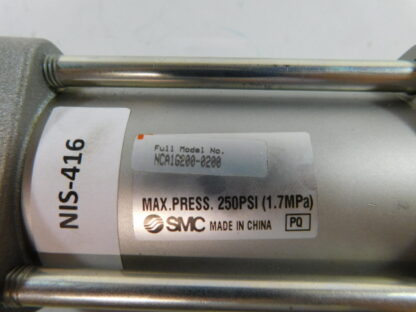 NIS-416
Full Model No.
NCA1G200-0200
MAX.PRESS. 250PSI (1.7MPa)
SMC MADE IN CHINA PQ